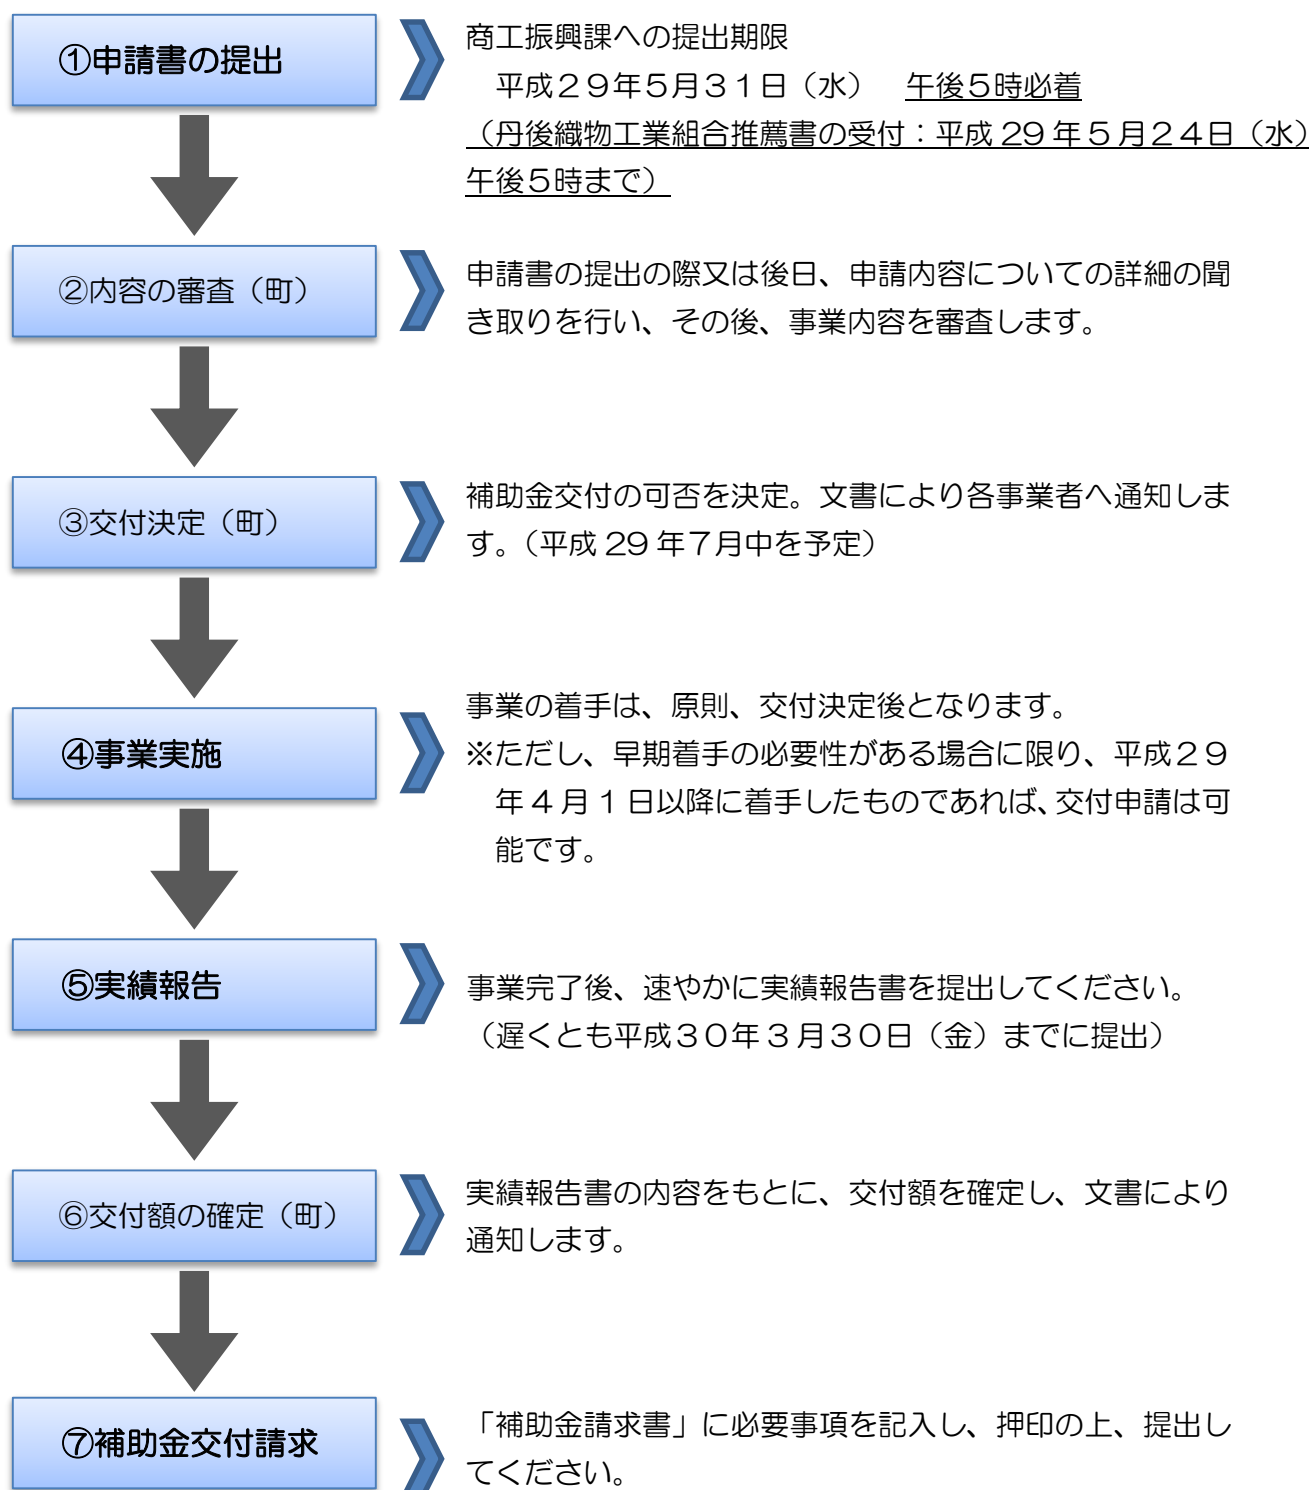 ①申請書の提出
商工振興課への提出期限
平成２９年５月３１日（水）　午後５時必着
（丹後織物工業組合推薦書の受付：平成 29 年５月２４日（水）
午後５時まで）
②内容の審査（町）
申請書の提出の際又は後日、申請内容についての詳細の聞
き取りを行い、その後、事業内容を審査します。
③交付決定（町）
補助金交付の可否を決定。文書により各事業者へ通知しま
す。（平成 29 年７月中を予定）
④事業実施
事業の着手は、原則、交付決定後となります。
※ただし、早期着手の必要性がある場合に限り、平成２９
年４月１日以降に着手したものであれば、交付申請は可
能です。
⑤実績報告
事業完了後、速やかに実績報告書を提出してください。
（遅くとも平成３０年３月３０日（金）までに提出）
⑥交付額の確定（町）
実績報告書の内容をもとに、交付額を確定し、文書により
通知します。
⑦補助金交付請求
「補助金請求書」に必要事項を記入し、押印の上、提出し
てください。